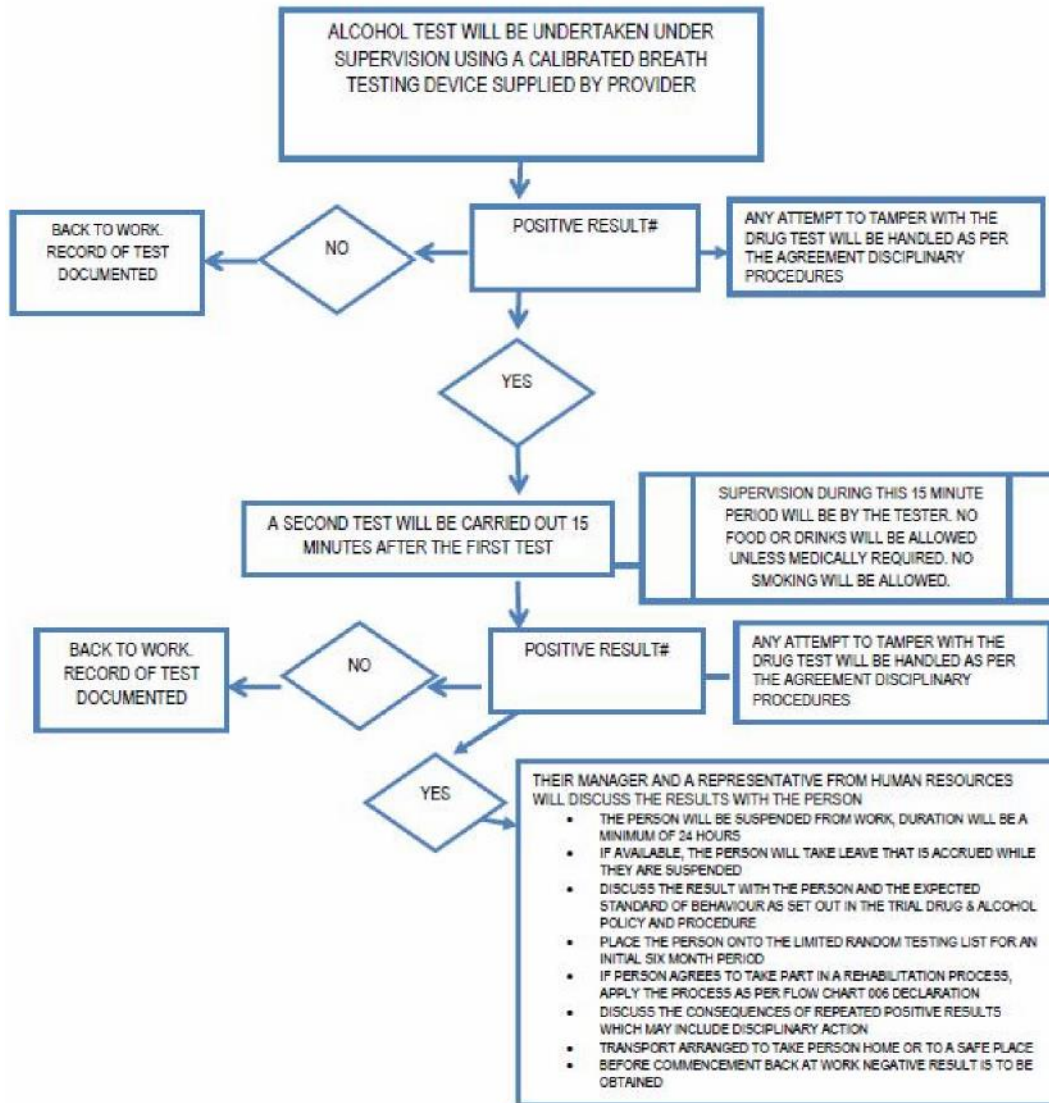 ALCOHOL TEST WILL BE UNDERTAKEN UNDER
SUPERVISION USING A CALIBRATED BREATH
TESTING DEVICE SUPPLIED BY PROVIDER
BACK TO WORK.
RECORD OF TEST
DOCUMENTED
NO
POSITIVE RESULT#
ANY ATTEMPT TO TAMPER WITH THE
DRUG TEST WILL BE HANDLED AS PER
THE AGREEMENT DISCIPLINARY
PROCEDURES
YES
A SECOND TEST WILL BE CARRIED OUT 15
MINUTES AFTER THE FIRST TEST
SUPERVISION DURING THIS 15 MINUTE
PERIOD WILL BE BY THE TESTER. NO
FOOD OR DRINKS WILL BE ALLOWED
UNLESS MEDICALLY REQUIRED. NO
SMOKING WILL BE ALLOWED.
BACK TO WORK.
RECORD OF TEST
DOCUMENTED
NO
POSITIVE RESULT#
ANY ATTEMPT TO TAMPER WITH THE
DRUG TEST WILL BE HANDLED AS PER
THE AGREEMENT DISCIPLINARY
PROCEDURES
YES
THEIR MANAGER AND A REPRESENTATIVE FROM HUMAN RESOURCES
WILL DISCUSS THE RESULTS WITH THE PERSON
• THE PERSON WILL BE SUSPENDED FROM WORK, DURATION WILL BE A
MINIMUM OF 24 HOURS
• IF AVAILABLE, THE PERSON WILL TAKE LEAVE THAT IS ACCRUED WHILE
THEY ARE SUSPENDED
• DISCUSS THE RESULT WITH THE PERSON AND THE EXPECTED
STANDARD OF BEHAVIOUR AS SET OUT IN THE TRIAL DRUG & ALCOHOL
POLICY AND PROCEDURE
• PLACE THE PERSON ONTO THE LIMITED RANDOM TESTING LIST FOR AN
INITIAL SIX MONTH PERIOD
• IF PERSON AGREES TO TAKE PART IN A REHABILITATION PROCESS,
APPLY THE PROCESS AS PER FLOW CHART 006 DECLARATION
• DISCUSS THE CONSEQUENCES OF REPEATED POSITIVE RESULTS
WHICH MAY INCLUDE DISCIPLINARY ACTION
• TRANSPORT ARRANGED TO TAKE PERSON HOME OR TO A SAFE PLACE
• BEFORE COMMENCEMENT BACK AT WORK NEGATIVE RESULT IS TO BE
OBTAINED